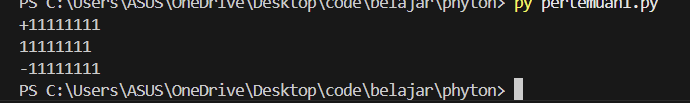 PS C:\Users\ASUS\OneDrive\Desktop\code\belajar\phyton> py pertemuan1.py
+11111111
11111111
-11111111
PS C:\Users\ASUS\OneDrive\Desktop\code\belajar\phyton>